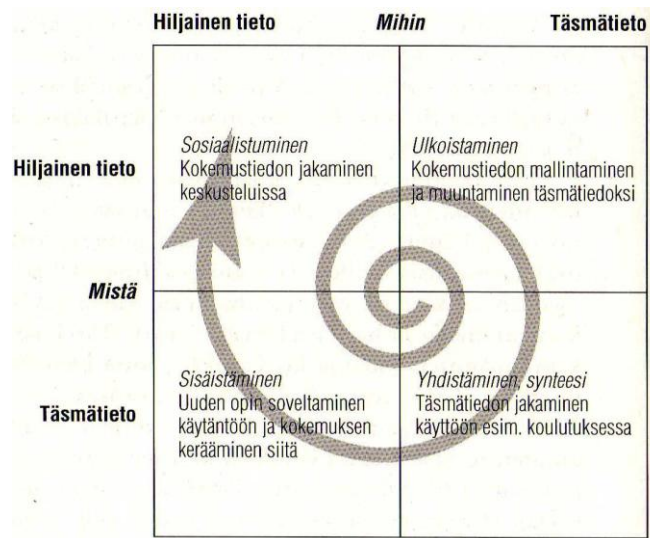 Hiljainen tieto Mihin Täsmätieto
Sosiaalistuminen
Kokemustiedon jakaminen
keskusteluissa
Ulkoistaminen
Kokemustiedon mallintaminen
ja muuntaminen täsmätiedoksi
Hiljainen tieto
Mistä
Sisäistäminen
Uuden opin soveltaminen
käytäntöön ja kokemuksen
kerääminen siitä
Yhdistäminen, synteesi
Täsmätiedon jakaminen
käyttöön esim. koulutuksessa
Täsmätieto